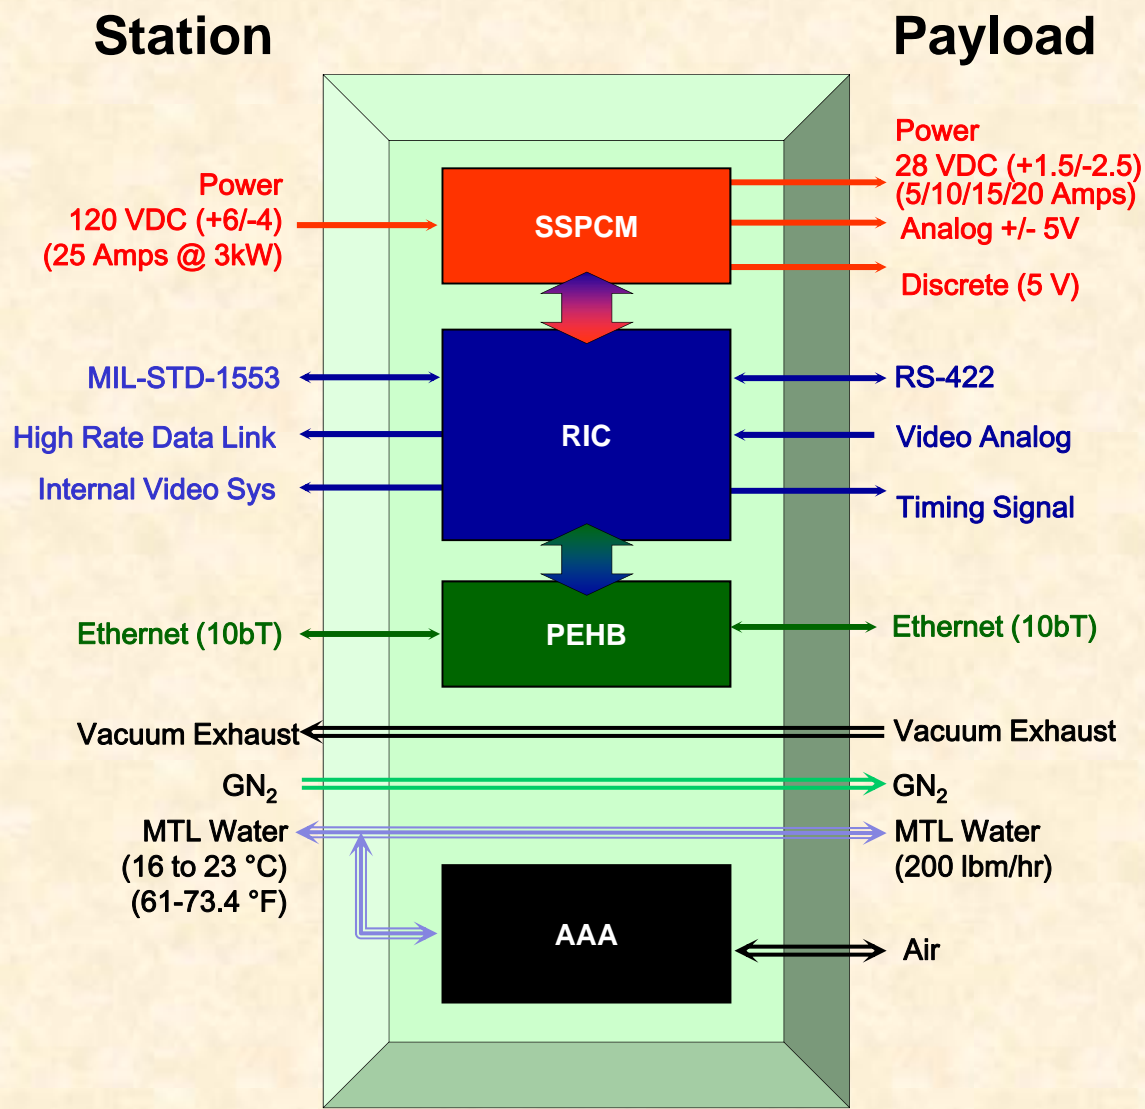 Station
Payload
Power
120 VDC (+6/-4)
(25 Amps @ 3kW)
SSPCM
Power
28 VDC (+1.5/-2.5)
(5/10/15/20 Amps)
Analog +/- 5V
Discrete (5 V)
MIL-STD-1553
High Rate Data Link
Internal Video Sys
RIC
RS-422
Video Analog
Timing Signal
Ethernet (10bT)
PEHB
Ethernet (10bT)
Vacuum Exhaust
Vacuum Exhaust
GN₂
GN₂
MTL Water
(16 to 23 °C)
(61-73.4 °F)
MTL Water
(200 lbm/hr)
AAA
Air